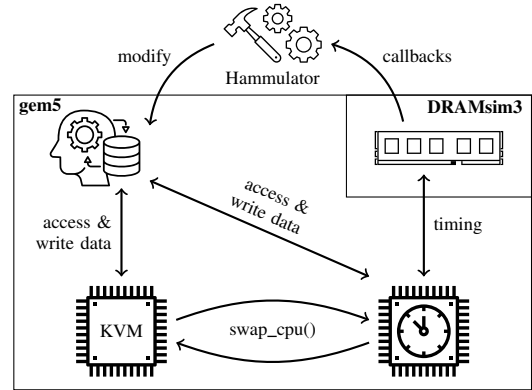 modify
callbacks
Hammulator
gem5
DRAMsim3
access &
write data
access &
write data
timing
KVM
swap_cpu()